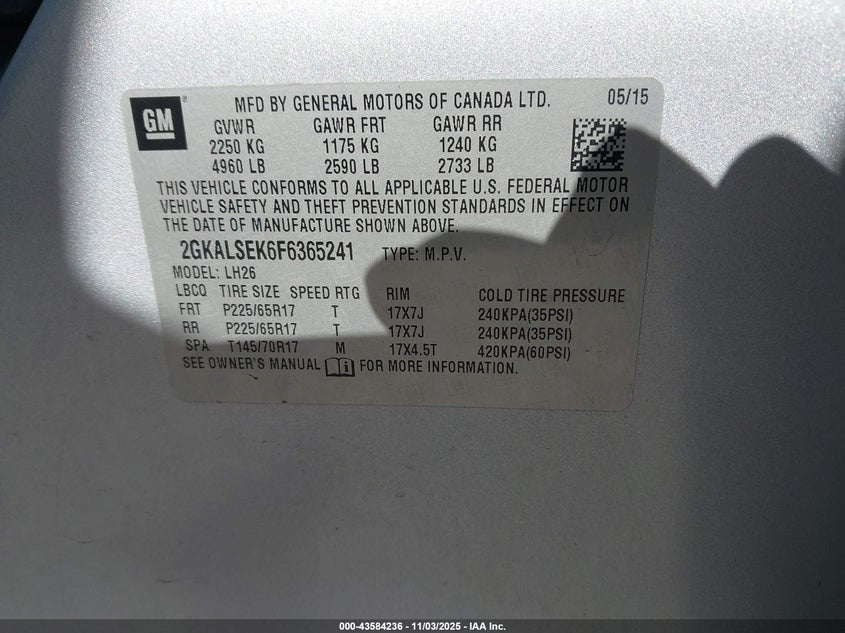 GM ® MFD BY GENERAL MOTORS OF CANADA LTD. 05/15
GVWR GAWR FRT GAWR RR
2250 KG 1175 KG 1240 KG
4960 LB 2590 LB 2733 LB
THIS VEHICLE CONFORMS TO ALL APPLICABLE U.S. FEDERAL MOTOR
VEHICLE SAFETY AND THEFT PREVENTION STANDARDS IN EFFECT ON
THE DATE OF MANUFACTURE SHOWN ABOVE.
2GKALSEK6F6365241 TYPE: M.P.V.
MODEL: LH26
LBCQ TIRE SIZE SPEED RTG RIM COLD TIRE PRESSURE
FRT P225/65R17 T 17X7J 240KPA(35PSI)
RR P225/65R17 T 17X7J 240KPA(35PSI)
SPA T145/70R17 M 17X4.5T 420KPA(60PSI)
SEE OWNER'S MANUAL FOR MORE INFORMATION.
000-43584236 - 11/03/2025 - IAA Inc.